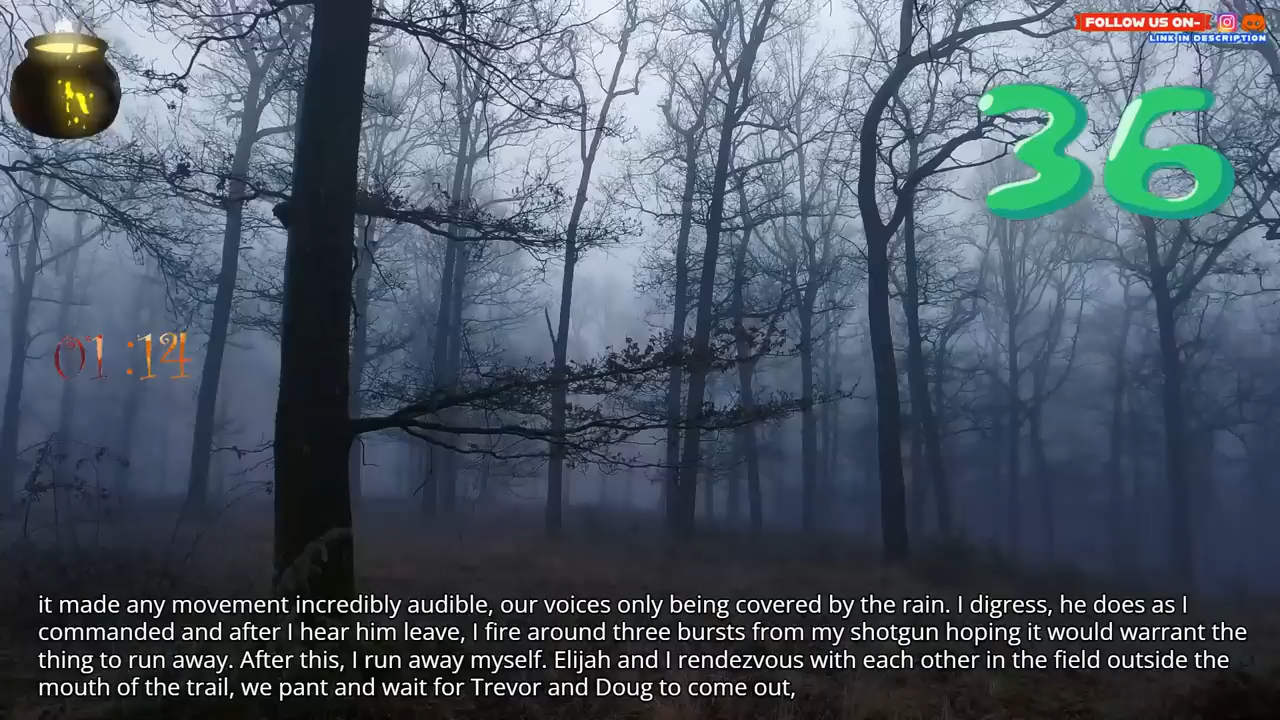 FOLLOW US ON-
LINK IN DESCRIPTION
36
01:14
it made any movement incredibly audible, our voices only being covered by the rain. I digress, he does as I
commanded and after I hear him leave, I fire around three bursts from my shotgun hoping it would warrant the
thing to run away. After this, I run away myself. Elijah and I rendezvous with each other in the field outside the
mouth of the trail, we pant and wait for Trevor and Doug to come out,